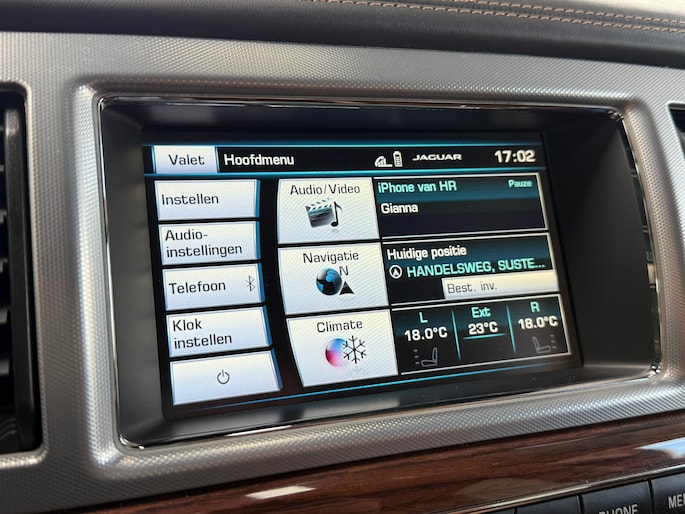 Valet
Hoofdmenu
JAGUAR
17:02
Instellen
Audio/Video
iPhone van HR
Pauze
Gianna
Audio-
instellingen
Navigatie
N
Huidige positie
HANDELSWEG, SUSTE...
Best. inv.
Telefoon
Klok
instellen
Climate
L
18.0°C
Ext
23°C
R
18.0°C
PHONE